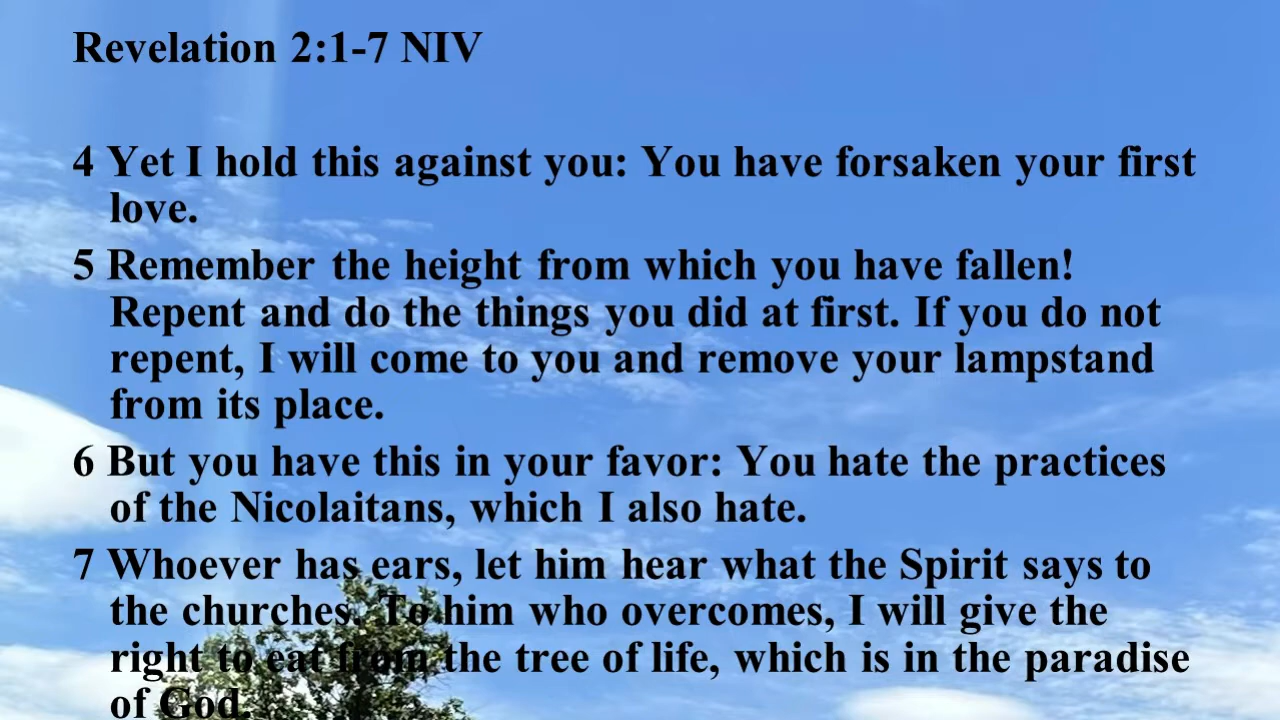 Revelation 2:1-7 NIV
4 Yet I hold this against you: You have forsaken your first
love.
5 Remember the height from which you have fallen!
Repent and do the things you did at first. If you do not
repent, I will come to you and remove your lampstand
from its place.
6 But you have this in your favor: You hate the practices
of the Nicolaitans, which I also hate.
7 Whoever has ears, let him hear what the Spirit says to
the churches. To him who overcomes, I will give the
right to eat from the tree of life, which is in the paradise
of God.